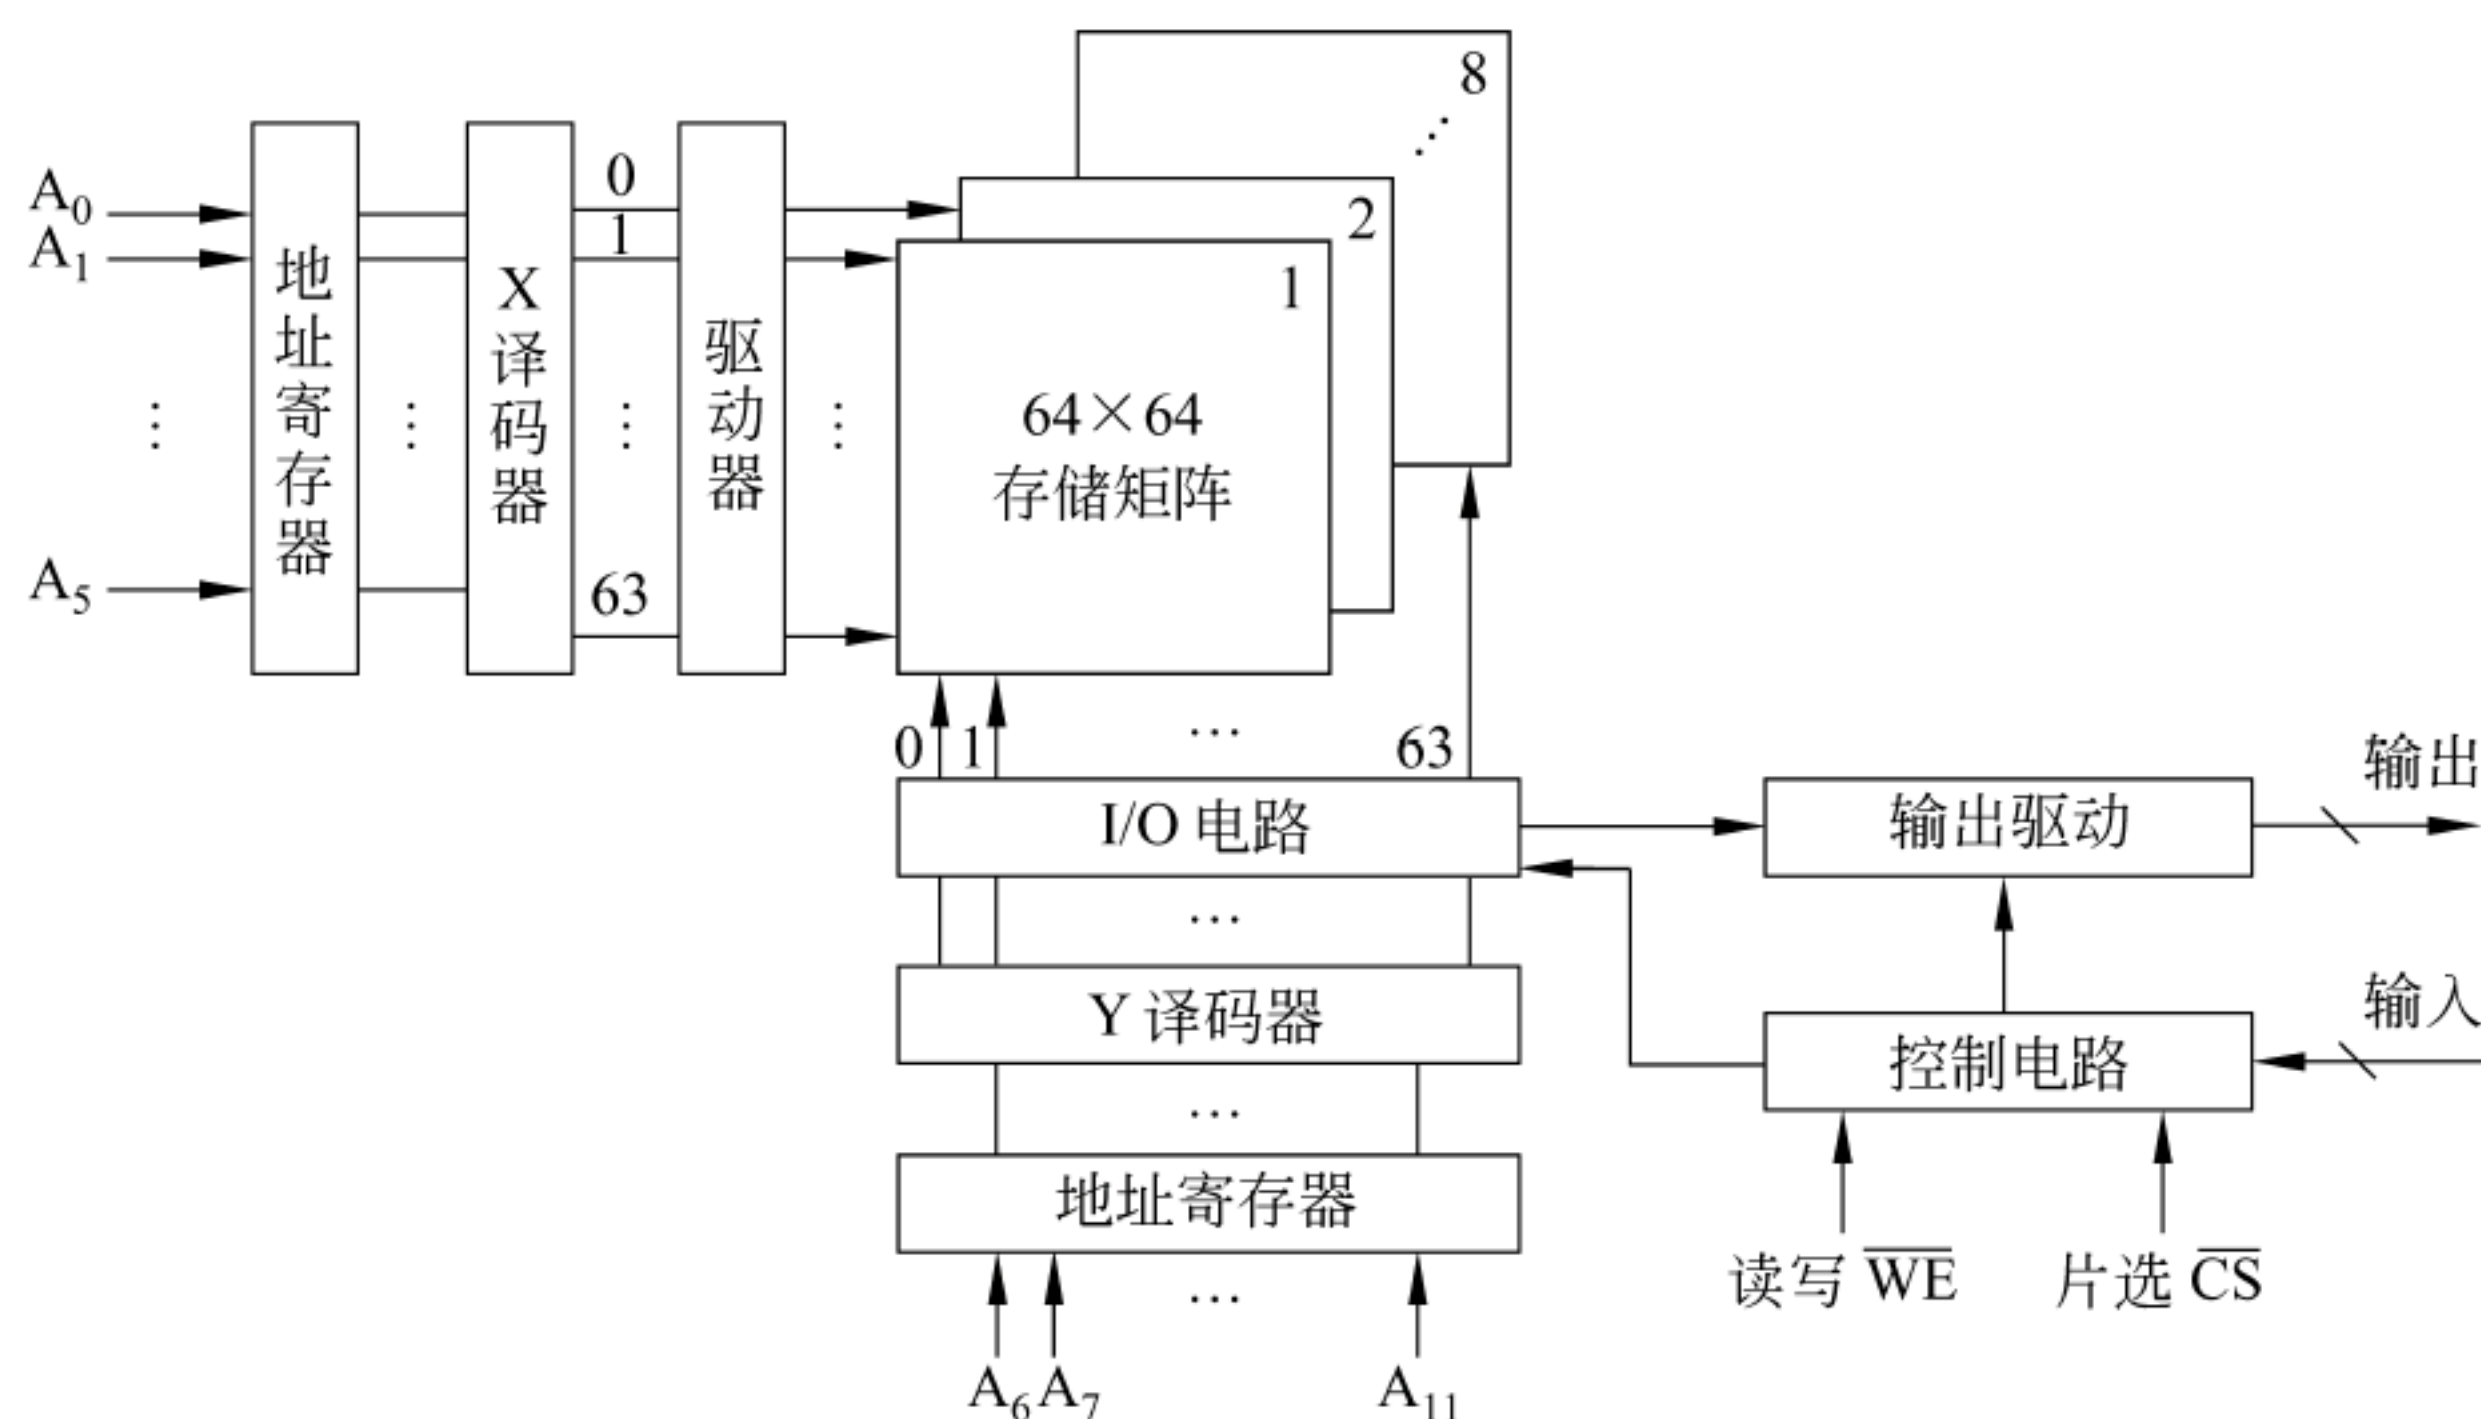 8
2
1
A0
A1
⋮
A5
地址寄存器
⋮
X译码器
0
1
⋮
63
驱动器
⋮
64×64
存储矩阵
0 1 … 63
I/O 电路
…
Y 译码器
…
地址寄存器
…
A6 A7 A11
输出驱动
输出
控制电路
输入
读写 W̅E̅
片选 C̅S̅